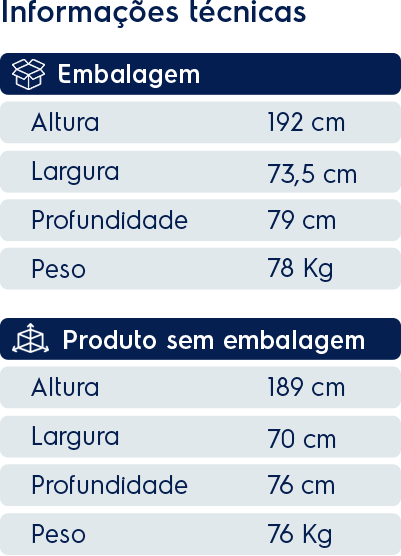 Informações técnicas
Embalagem
Altura 192 cm
Largura 73,5 cm
Profundidade 79 cm
Peso 78 Kg
Produto sem embalagem
Altura 189 cm
Largura 70 cm
Profundidade 76 cm
Peso 76 Kg